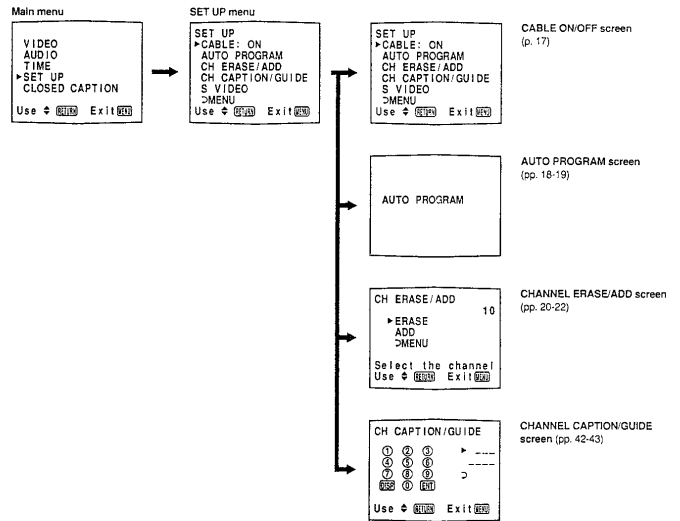 Main menu
VIDEO
AUDIO
TIME
▶SET UP
CLOSED CAPTION
Use ⬍ RETURN Exit MENU
SET UP menu
SET UP
▶CABLE: ON
AUTO PROGRAM
CH ERASE/ADD
CH CAPTION/GUIDE
S VIDEO
⊃MENU
Use ⬍ RETURN Exit MENU
SET UP
▶CABLE: ON
AUTO PROGRAM
CH ERASE/ADD
CH CAPTION/GUIDE
S VIDEO
⊃MENU
Use ⬍ RETURN Exit MENU
CABLE ON/OFF screen
(p. 17)
AUTO PROGRAM
AUTO PROGRAM screen
(pp. 18-19)
CH ERASE/ADD
10
▶ERASE
ADD
⊃MENU
Select the channel
Use ⬍ RETURN Exit MENU
CHANNEL ERASE/ADD screen
(pp. 20-22)
CH CAPTION/GUIDE
① ② ③ ▶ ----
④ ⑤ ⑥ ----
⑦ ⑧ ⑨ ⊃
DISP ⓪ ENT
Use ⬍ RETURN Exit MENU
CHANNEL CAPTION/GUIDE
screen (pp. 42-43)